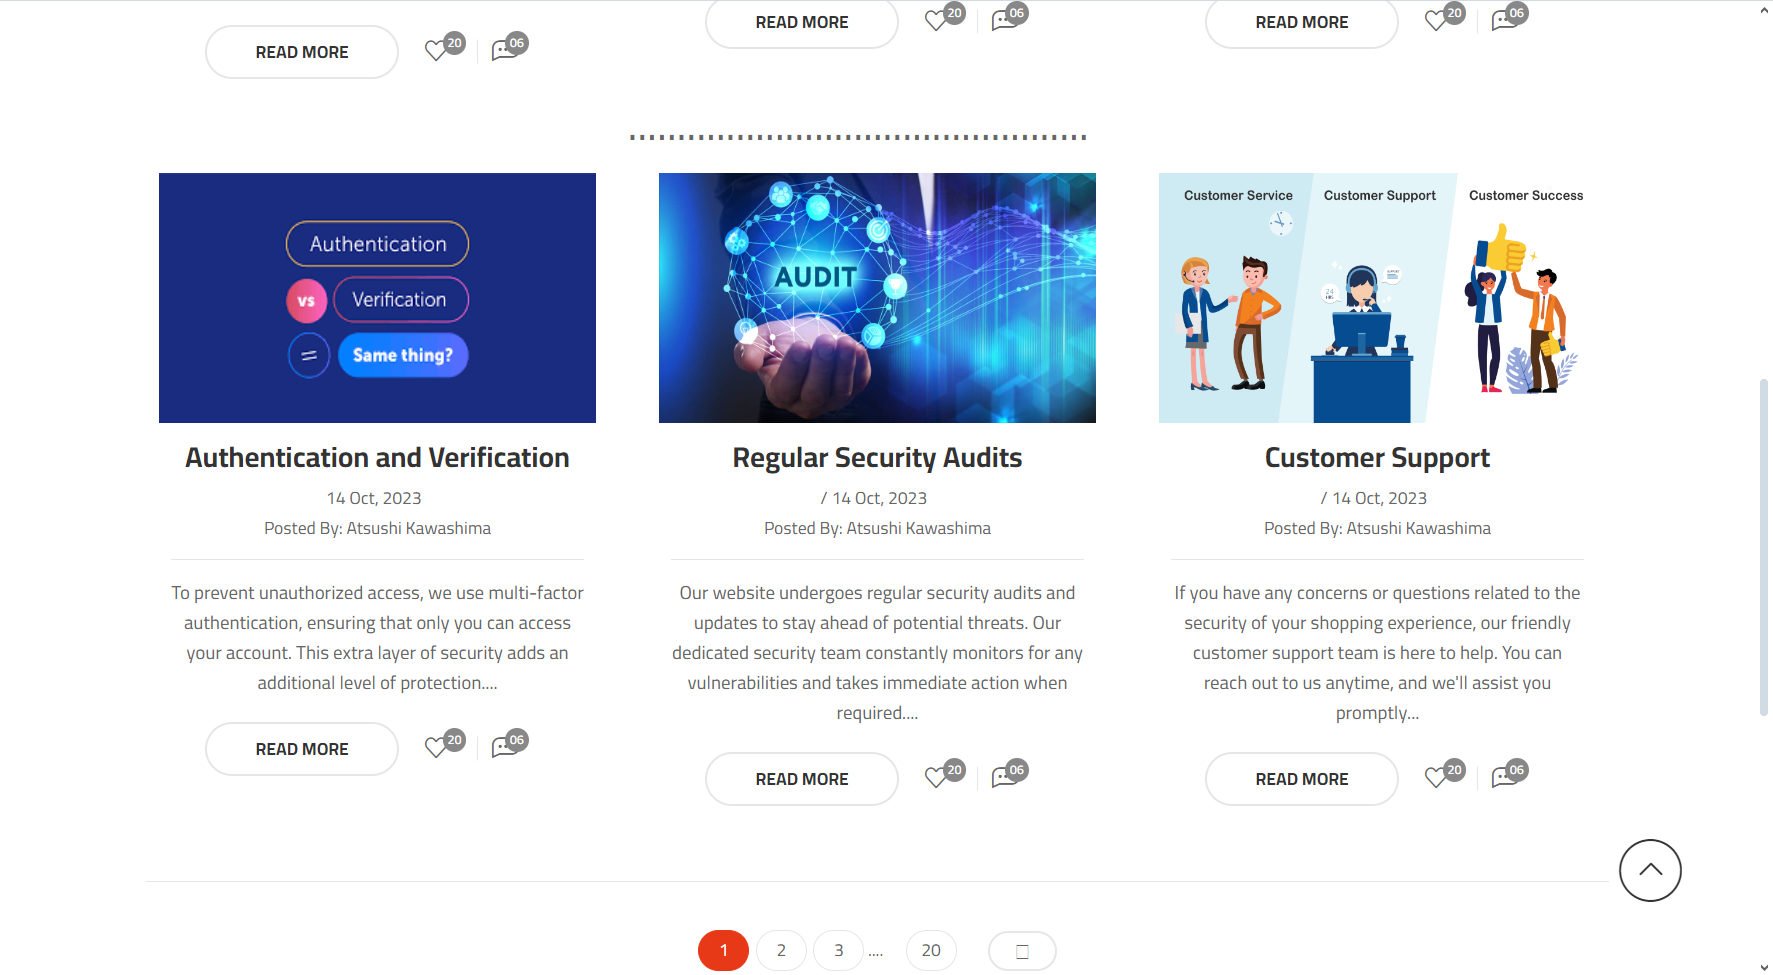 READ MORE 20 06
READ MORE 20 06
READ MORE 20 06
Authentication
vs Verification
= Same thing?
AUDIT
Customer Service Customer Support Customer Success
Authentication and Verification
14 Oct, 2023
Posted By: Atsushi Kawashima
To prevent unauthorized access, we use multi-factor
authentication, ensuring that only you can access
your account. This extra layer of security adds an
additional level of protection....
READ MORE 20 06
Regular Security Audits
/ 14 Oct, 2023
Posted By: Atsushi Kawashima
Our website undergoes regular security audits and
updates to stay ahead of potential threats. Our
dedicated security team constantly monitors for any
vulnerabilities and takes immediate action when
required....
READ MORE 20 06
Customer Support
/ 14 Oct, 2023
Posted By: Atsushi Kawashima
If you have any concerns or questions related to the
security of your shopping experience, our friendly
customer support team is here to help. You can
reach out to us anytime, and we'll assist you
promptly...
READ MORE 20 06
1 2 3 .... 20